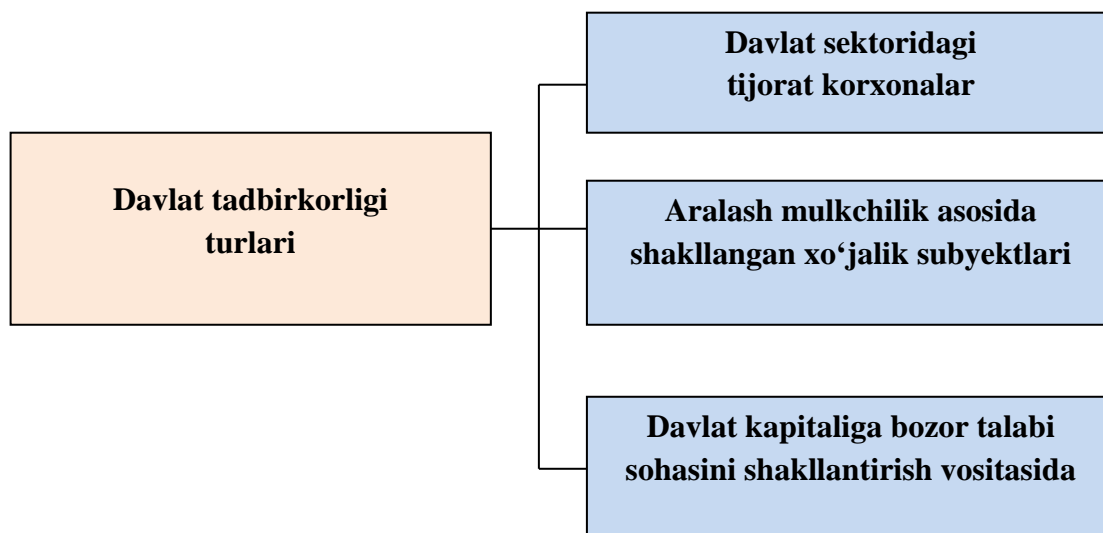 Davlat tadbirkorligi
turlari
Davlat sektoridagi
tijorat korxonalar
Aralash mulkchilik asosida
shakllangan xo‘jalik subyektlari
Davlat kapitaliga bozor talabi
sohasini shakllantirish vositasida